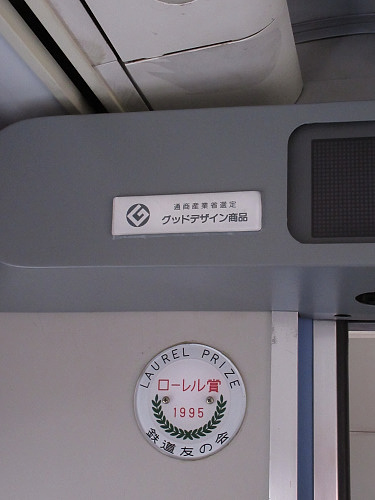 通商産業省選定
グッドデザイン商品
LAUREL PRIZE
ローレル賞
1995
鉄道友の会